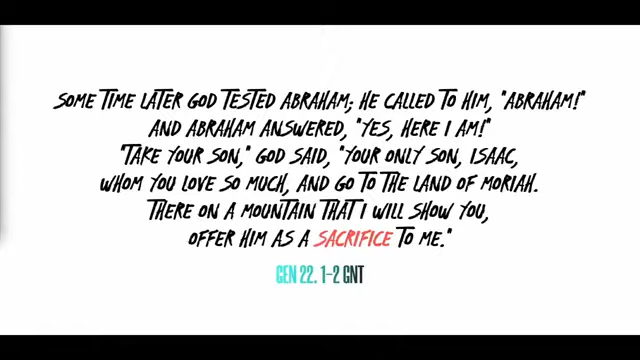 SOME TIME LATER GOD TESTED ABRAHAM; HE CALLED TO HIM, "ABRAHAM!"
AND ABRAHAM ANSWERED, "YES, HERE I AM!"
"TAKE YOUR SON," GOD SAID, "YOUR ONLY SON, ISAAC,
WHOM YOU LOVE SO MUCH, AND GO TO THE LAND OF MORIAH.
THERE ON A MOUNTAIN THAT I WILL SHOW YOU,
OFFER HIM AS A SACRIFICE TO ME."
GEN 22. 1-2 GNT